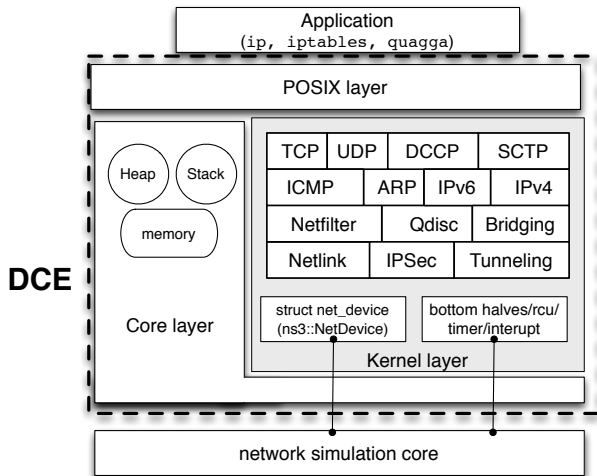 Application
(ip, iptables, quagga)
POSIX layer
TCP UDP DCCP SCTP
Heap Stack
ICMP ARP IPv6 IPv4
memory
Netfilter Qdisc Bridging
Netlink IPSec Tunneling
DCE
Core layer
struct net_device
(ns3::NetDevice)
bottom halves/rcu/
timer/interupt
Kernel layer
network simulation core